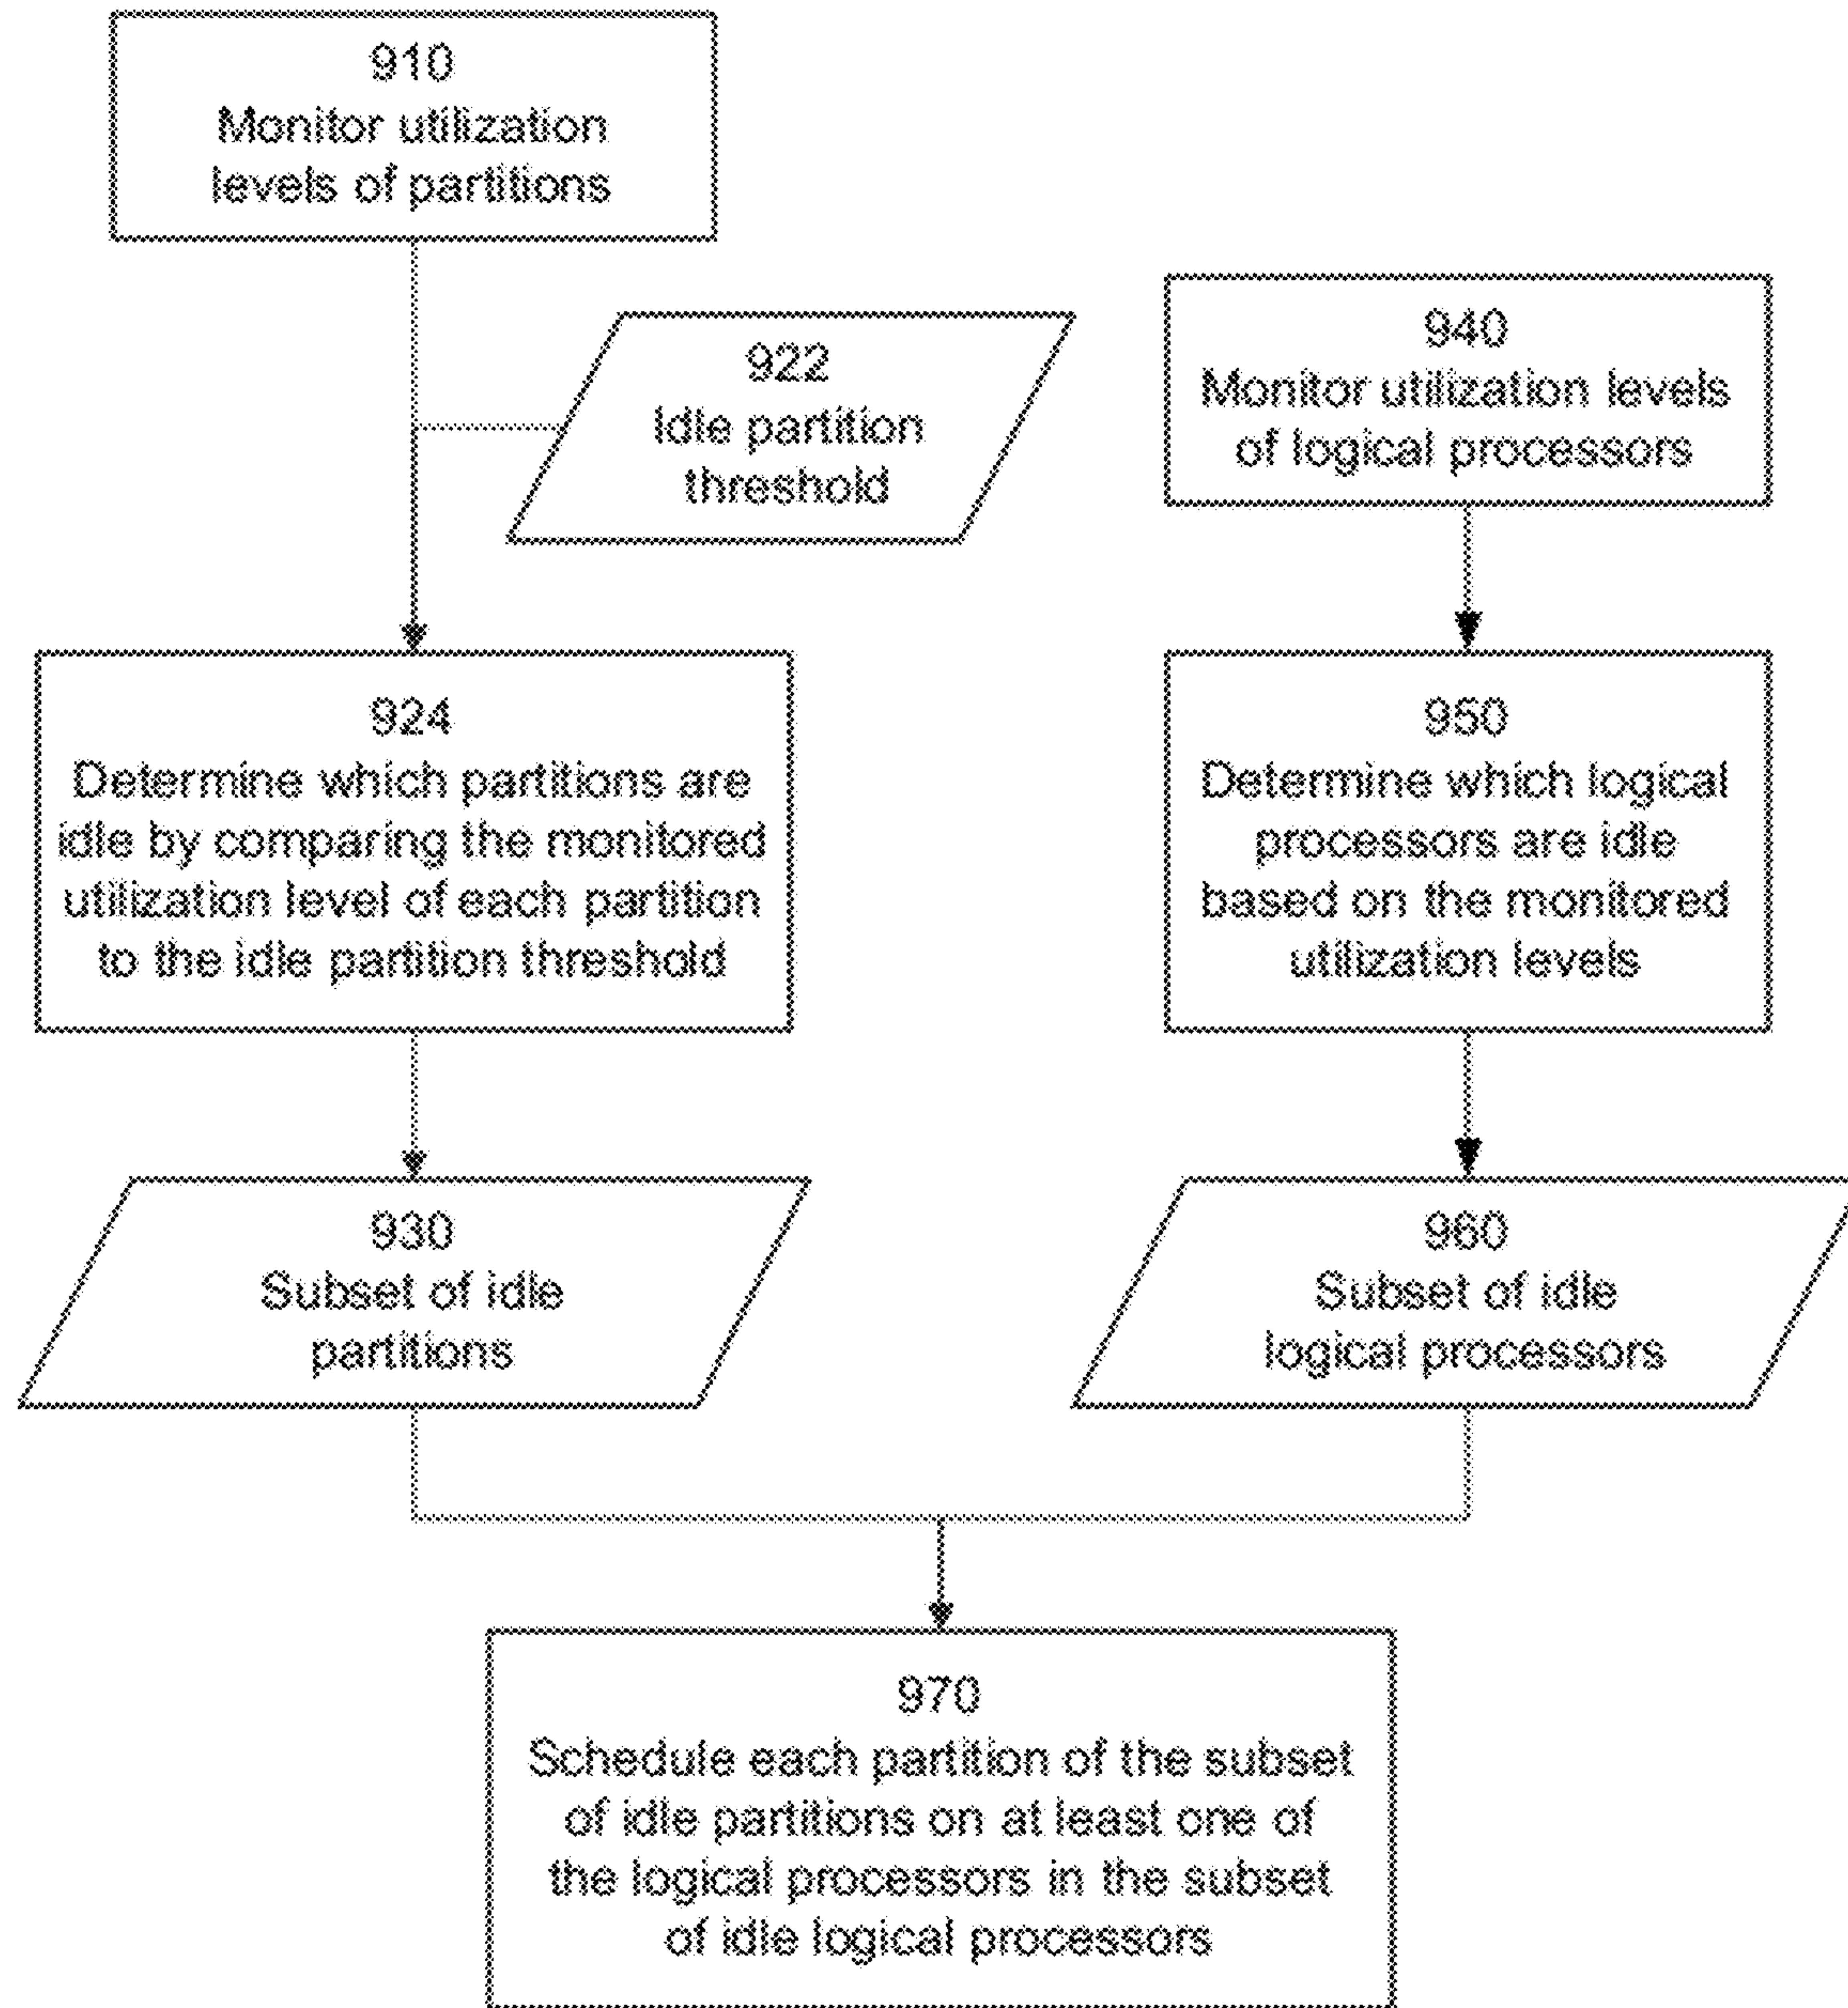 910
Monitor utilization
levels of partitions
922
Idle partition
threshold
940
Monitor utilization levels
of logical processors
924
Determine which partitions are
idle by comparing the monitored
utilization level of each partition
to the idle partition threshold
950
Determine which logical
processors are idle
based on the monitored
utilization levels
930
Subset of idle
partitions
960
Subset of idle
logical processors
970
Schedule each partition of the subset
of idle partitions on at least one of
the logical processors in the subset
of idle logical processors